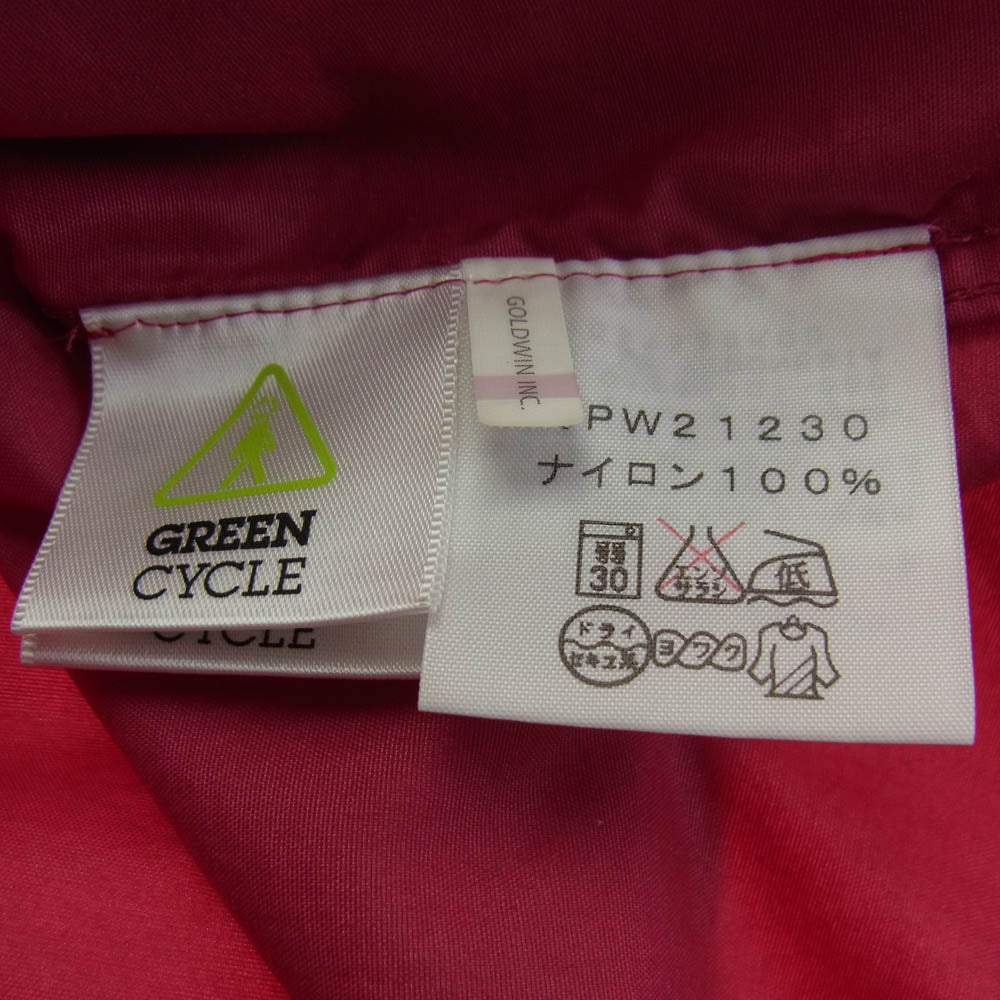 GREEN
CYCLE
CYCLE
GOLDWIN INC.
PW21230
ナイロン100%
弱
30
エンソ
サラシ
低
ドライ
セキユ系
ヨワク